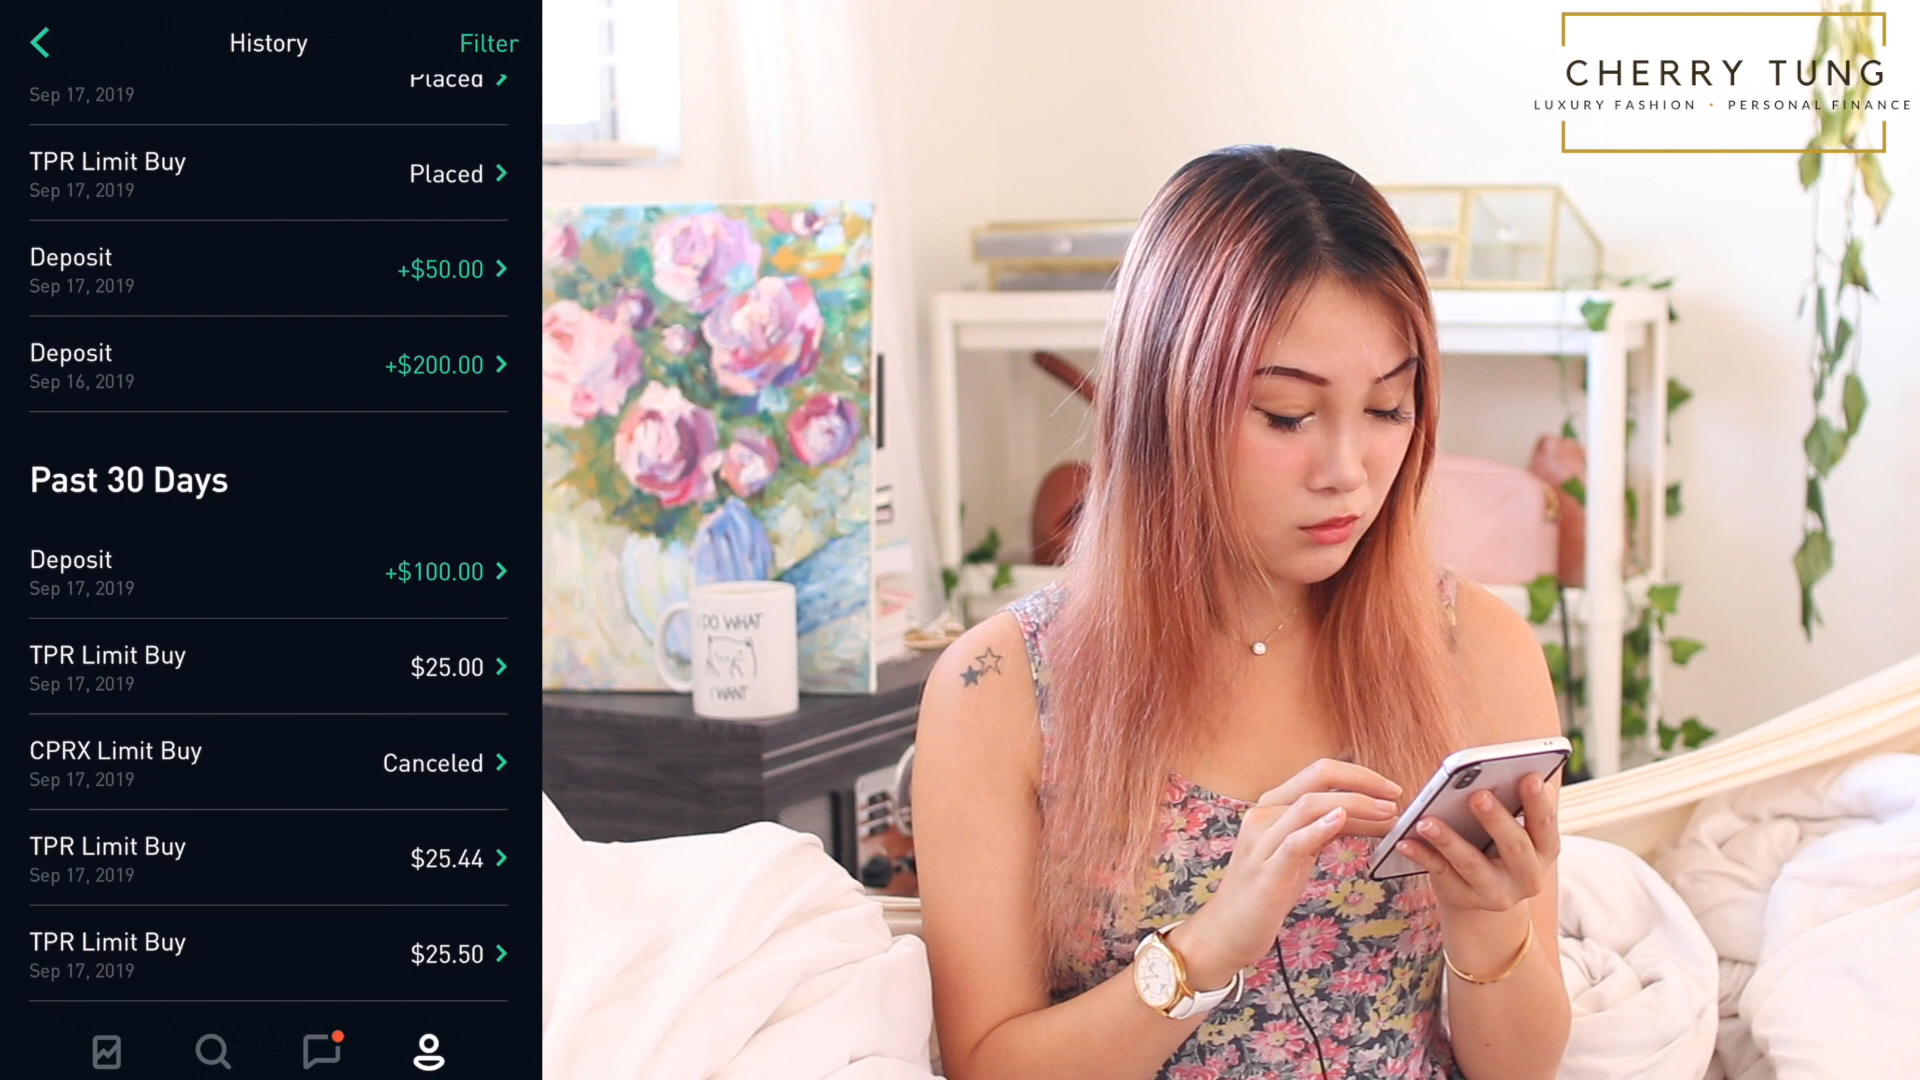 History
Filter
Placed
Sep 17, 2019
TPR Limit Buy
Placed
Sep 17, 2019
Deposit
+$50.00
Sep 17, 2019
Deposit
+$200.00
Sep 16, 2019
Past 30 Days
Deposit
+$100.00
Sep 17, 2019
TPR Limit Buy
$25.00
Sep 17, 2019
CPRX Limit Buy
Canceled
Sep 17, 2019
TPR Limit Buy
$25.44
Sep 17, 2019
TPR Limit Buy
$25.50
Sep 17, 2019
CHERRY TUNG
LUXURY FASHION • PERSONAL FINANCE
I DO WHAT
I WANT